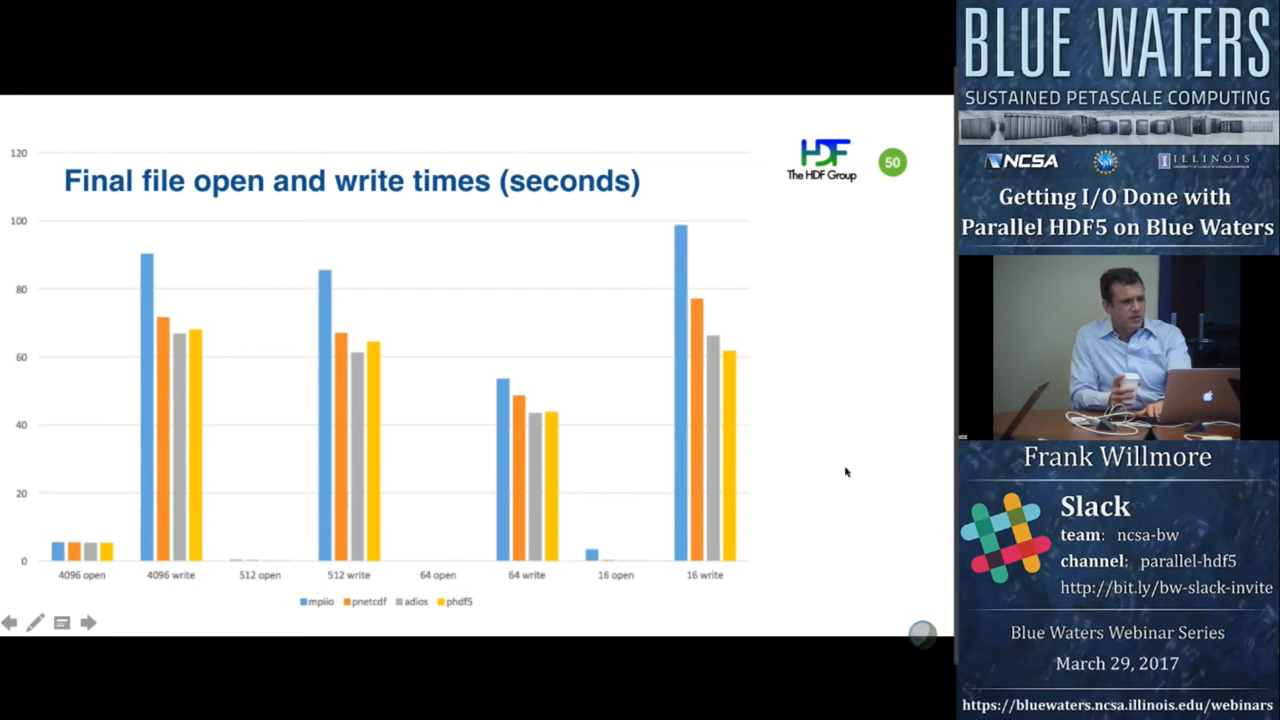 120
Final file open and write times (seconds)
HDF
The HDF Group
50
100
80
60
40
20
0
4096 open
4096 write
512 open
512 write
64 open
64 write
16 open
16 write
mpiio
pnetcdf
adios
phdf5
BLUE WATERS
SUSTAINED PETASCALE COMPUTING
NCSA
ILLINOIS
Getting I/O Done with
Parallel HDF5 on Blue Waters
Frank Willmore
Slack
team: ncsa-bw
channel: parallel-hdf5
http://bit.ly/bw-slack-invite
Blue Waters Webinar Series
March 29, 2017
https://bluewaters.ncsa.illinois.edu/webinars